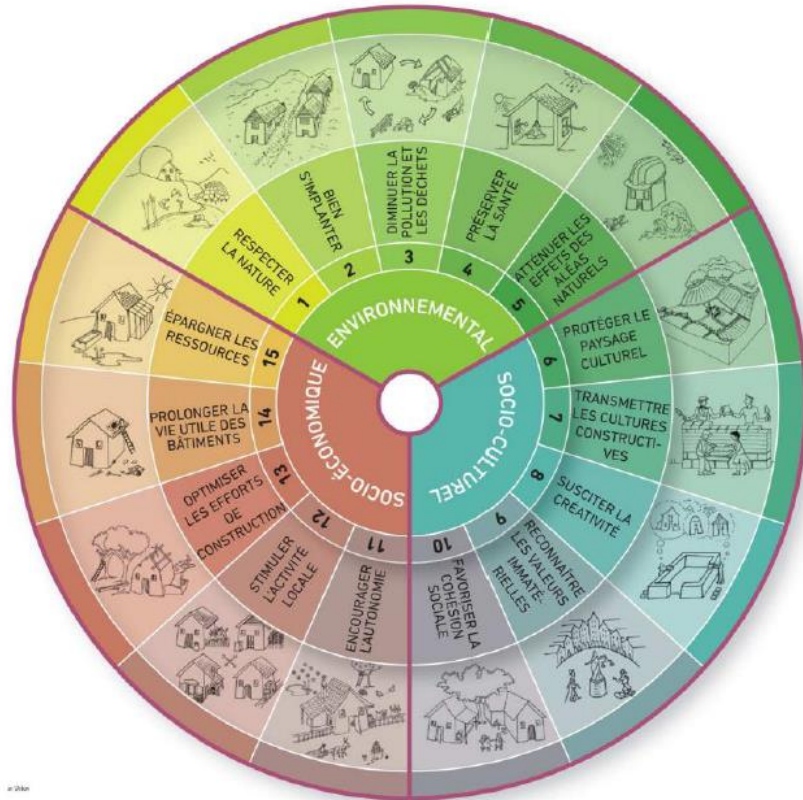 ENVIRONNEMENTAL
1
RESPECTER
LA NATURE
2
BIEN
S'IMPLANTER
3
DIMINUER LA
POLLUTION ET
LES DÉCHETS
4
PRÉSERVER
LA SANTÉ
5
ATTÉNUER LES
EFFETS DES
ALÉAS
NATURELS
SOCIO-CULTUREL
6
PROTÉGER LE
PAYSAGE
CULTUREL
7
TRANSMETTRE
LES CULTURES
CONSTRUCTI-
VES
8
SUSCITER LA
CRÉATIVITÉ
9
RECONNAÎTRE
LES VALEURS
IMMATÉ-
RIELLES
10
FAVORISER LA
COHÉSION
SOCIALE
SOCIO-ÉCONOMIQUE
11
ENCOURAGER
L'AUTONOMIE
12
STIMULER
L'ACTIVITÉ
LOCALE
13
OPTIMISER
LES EFFORTS
DE
CONSTRUCTION
14
PROLONGER LA
VIE UTILE DES
BÂTIMENTS
15
ÉPARGNER LES
RESSOURCES